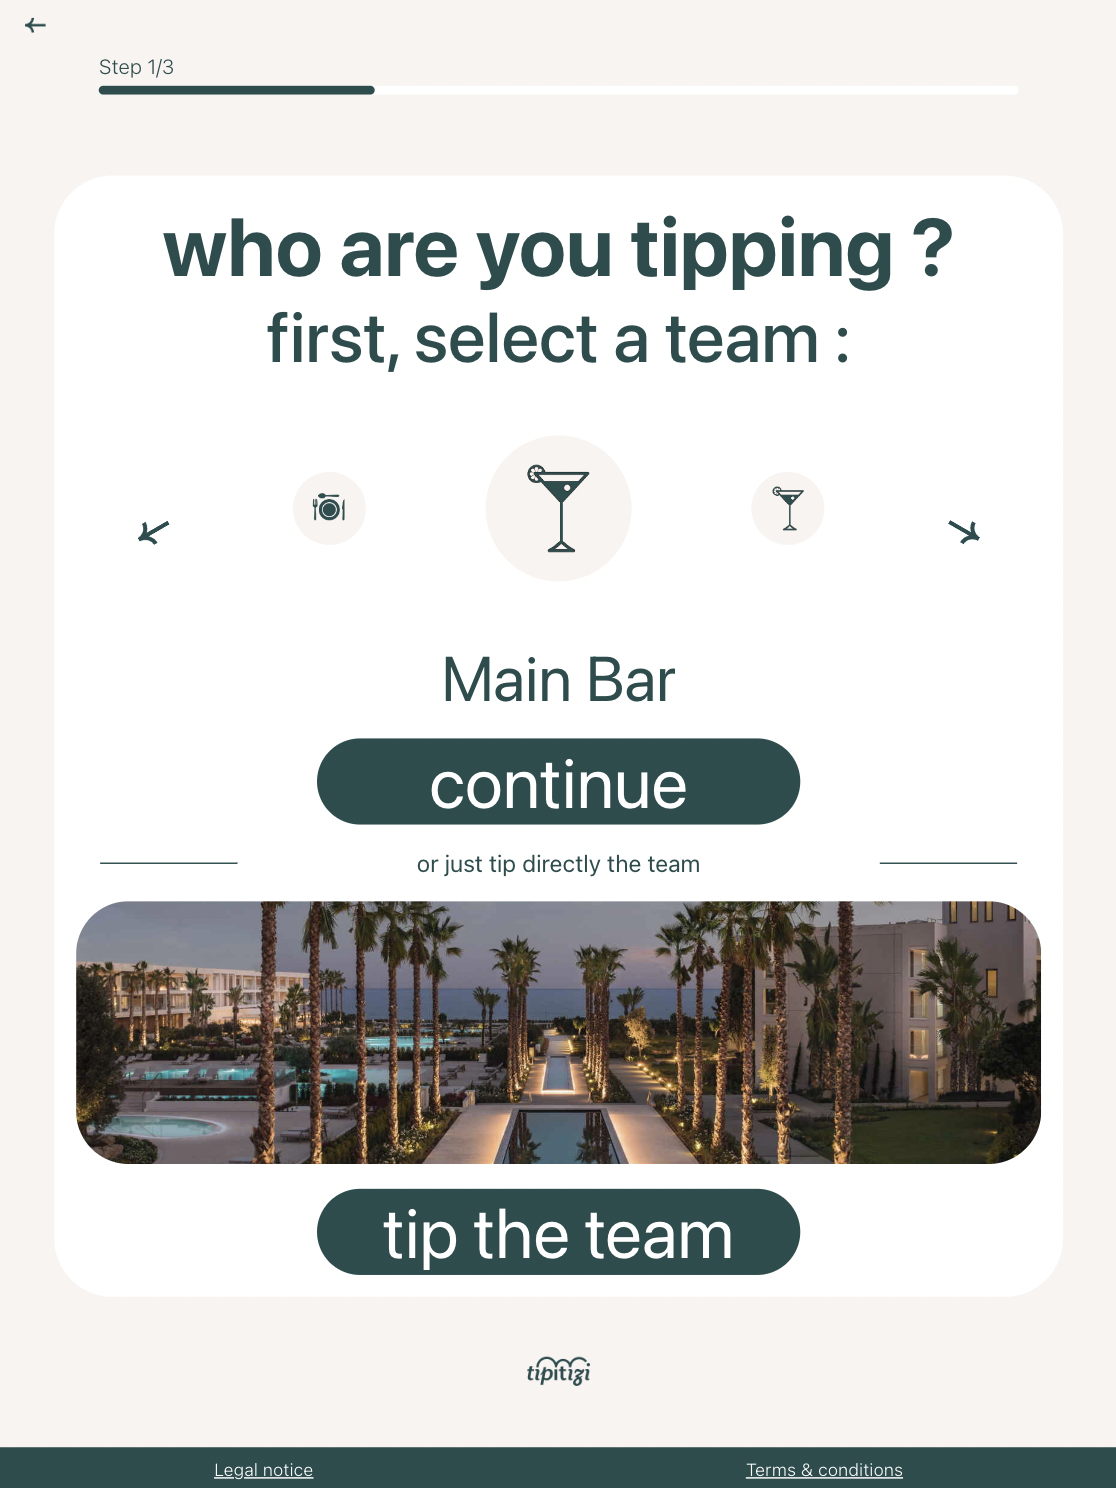 Step 1/3
who are you tipping ?
first, select a team :
Main Bar
continue
or just tip directly the team
tip the team
tipitizi
Legal notice
Terms & conditions